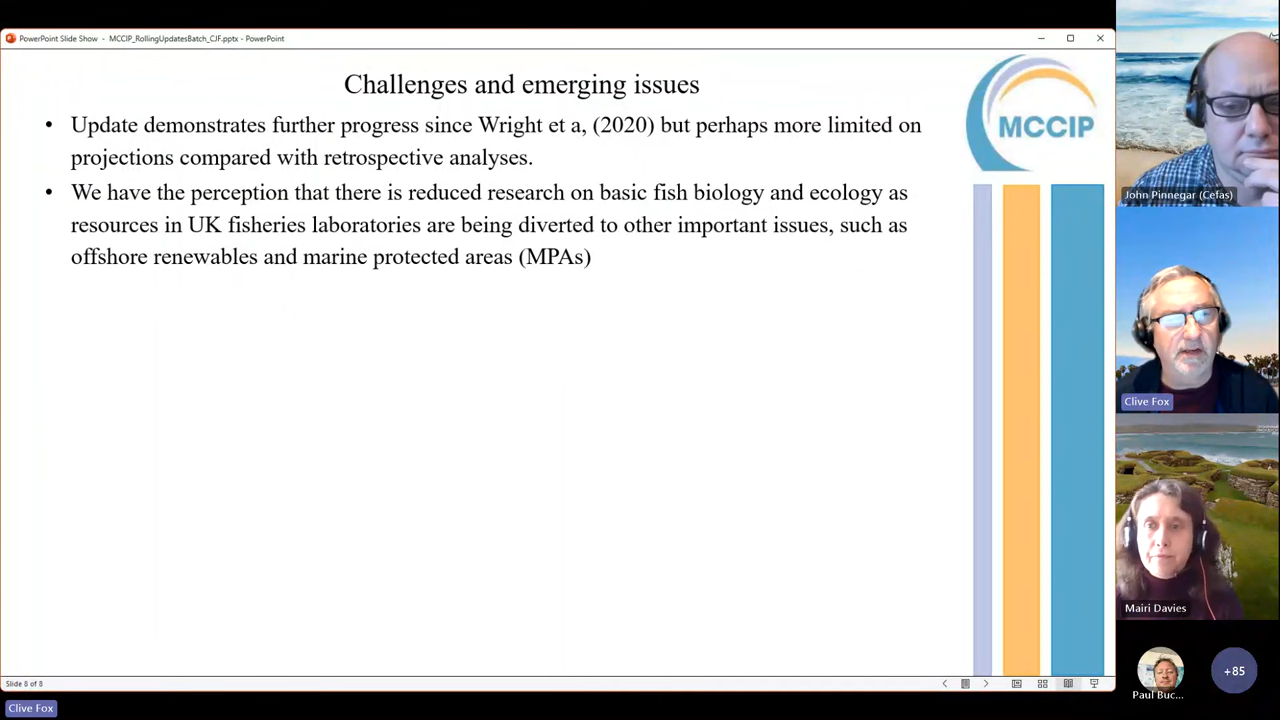 PowerPoint Slide Show - MCCIP_RollingUpdatesBatch_CJF.pptx - PowerPoint
Challenges and emerging issues
• Update demonstrates further progress since Wright et a, (2020) but perhaps more limited on
projections compared with retrospective analyses.
• We have the perception that there is reduced research on basic fish biology and ecology as
resources in UK fisheries laboratories are being diverted to other important issues, such as
offshore renewables and marine protected areas (MPAs)
MCCIP
Slide 8 of 8
Clive Fox
John Pinnegar (Cefas)
Clive Fox
Mairi Davies
Paul Buc...
+85